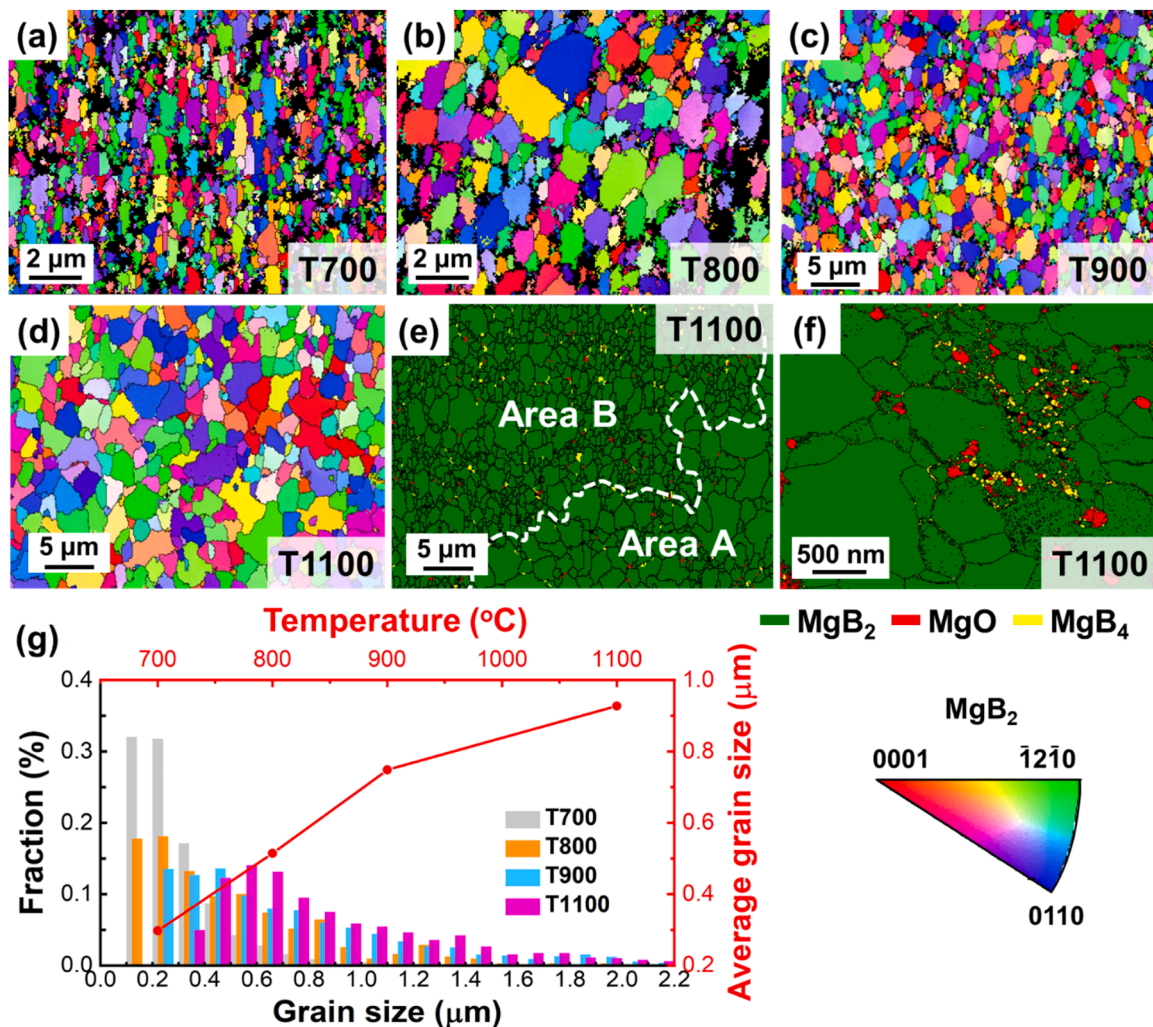 (a)
2 µm
T700
(b)
2 µm
T800
(c)
5 µm
T900
(d)
5 µm
T1100
(e)
T1100
Area B
Area A
5 µm
(f)
500 nm
T1100
MgB₂ MgO MgB₄
(g)
Temperature (°C)
700 800 900 1000 1100
Fraction (%)
0.4
0.3
0.2
0.1
0.0
T700
T800
T900
T1100
1.0
0.8
0.6
0.4
0.2
Average grain size (µm)
0.0 0.2 0.4 0.6 0.8 1.0 1.2 1.4 1.6 1.8 2.0 2.2
Grain size (µm)
MgB₂
0001 1̄21̄0
0110